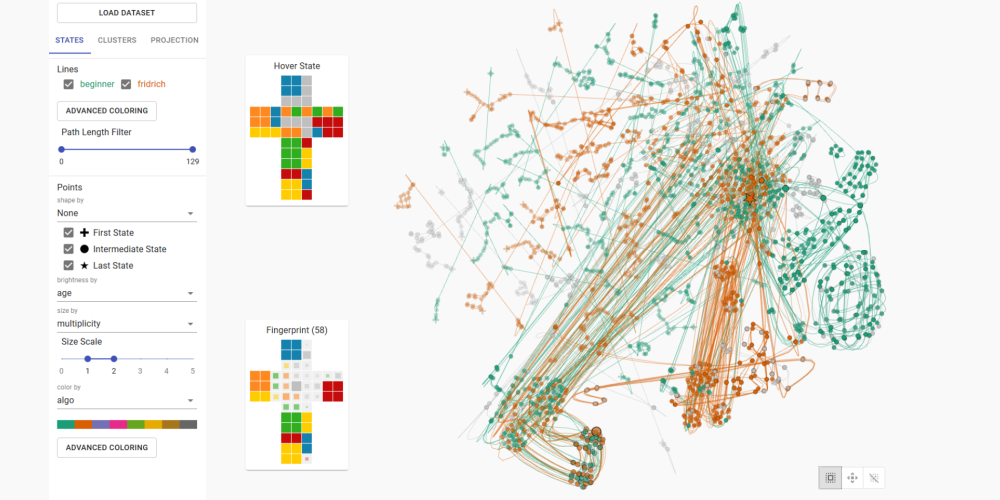 LOAD DATASET
STATES CLUSTERS PROJECTION
Lines
beginner fridrich
ADVANCED COLORING
Path Length Filter
0 129
Points
shape by
None
First State
Intermediate State
Last State
brightness by
age
size by
multiplicity
Size Scale
0 1 2 3 4 5
color by
algo
ADVANCED COLORING
Hover State
Fingerprint (58)